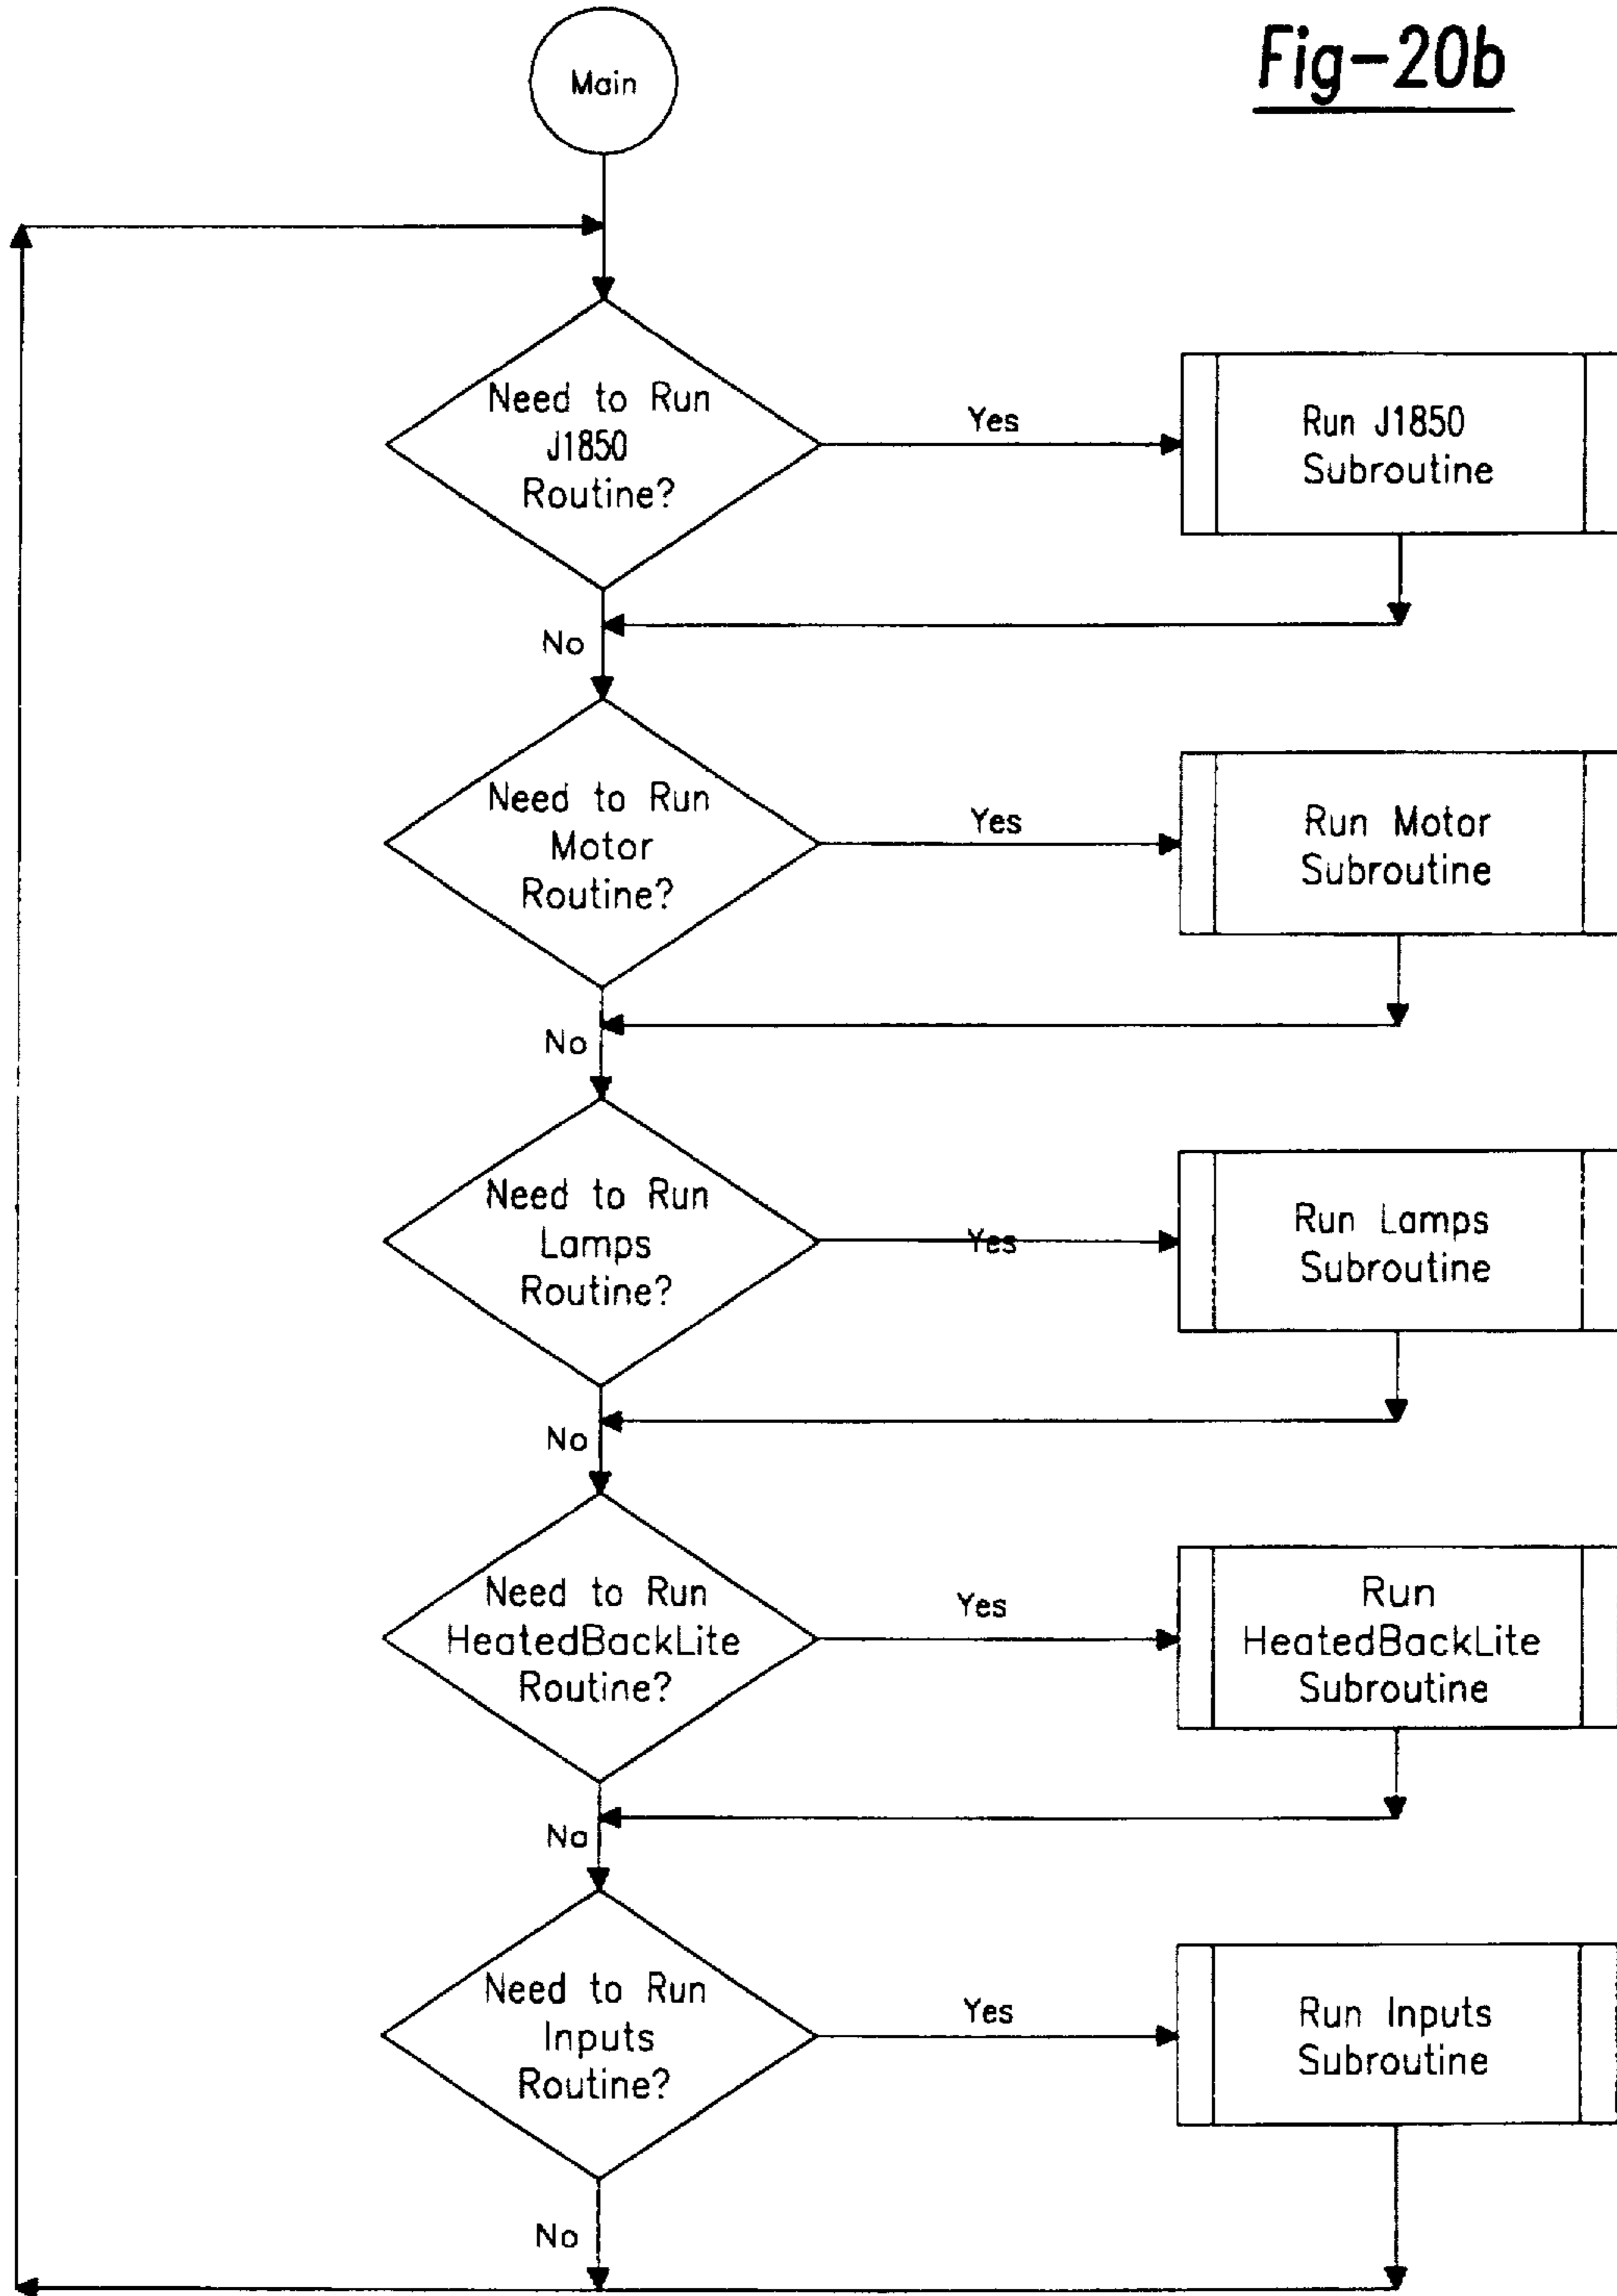 Fig-20b
Main
Need to Run
J1850
Routine?
Yes
Run J1850
Subroutine
No
Need to Run
Motor
Routine?
Yes
Run Motor
Subroutine
No
Need to Run
Lamps
Routine?
Yes
Run Lamps
Subroutine
No
Need to Run
HeatedBackLite
Routine?
Yes
Run
HeatedBackLite
Subroutine
No
Need to Run
Inputs
Routine?
Yes
Run Inputs
Subroutine
No